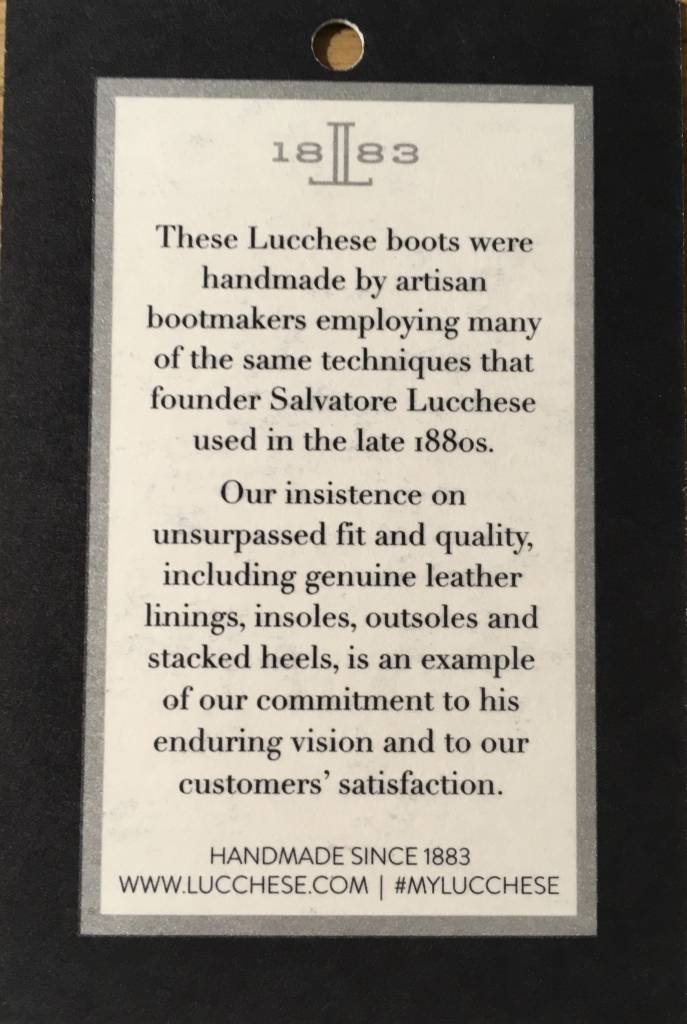 18 L 83
These Lucchese boots were
handmade by artisan
bootmakers employing many
of the same techniques that
founder Salvatore Lucchese
used in the late 1880s.
Our insistence on
unsurpassed fit and quality,
including genuine leather
linings, insoles, outsoles and
stacked heels, is an example
of our commitment to his
enduring vision and to our
customers’ satisfaction.
HANDMADE SINCE 1883
WWW.LUCCHESE.COM | #MYLUCCHESE